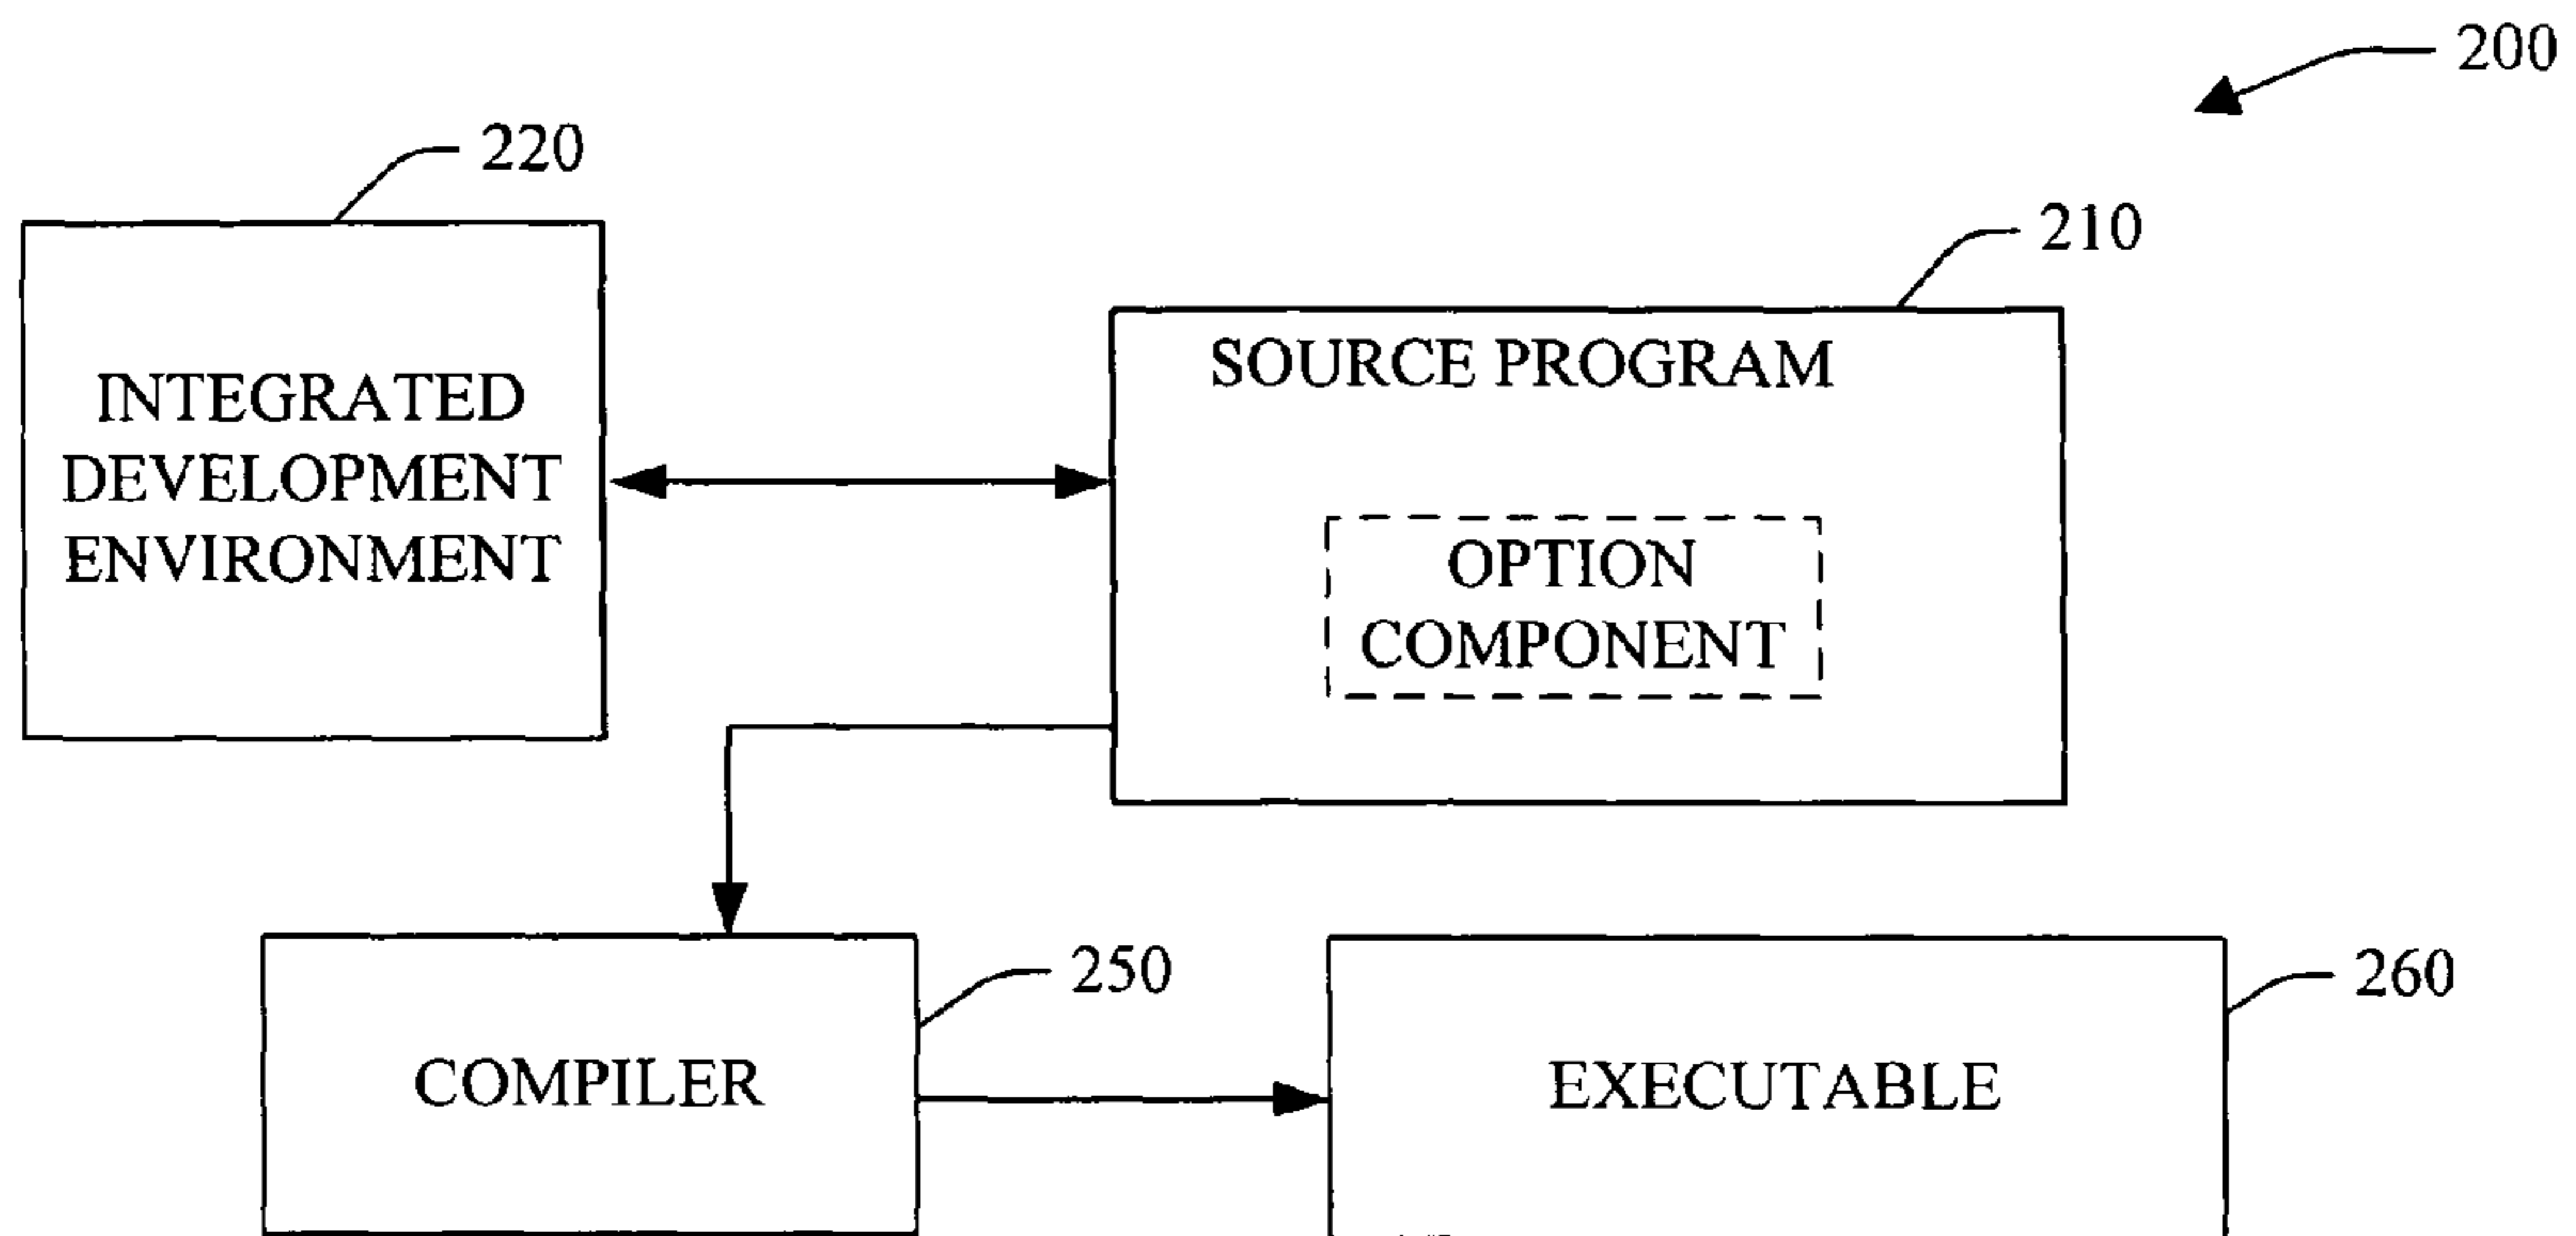 200
220
210
INTEGRATED
DEVELOPMENT
ENVIRONMENT
SOURCE PROGRAM
OPTION
COMPONENT
250
260
COMPILER
EXECUTABLE